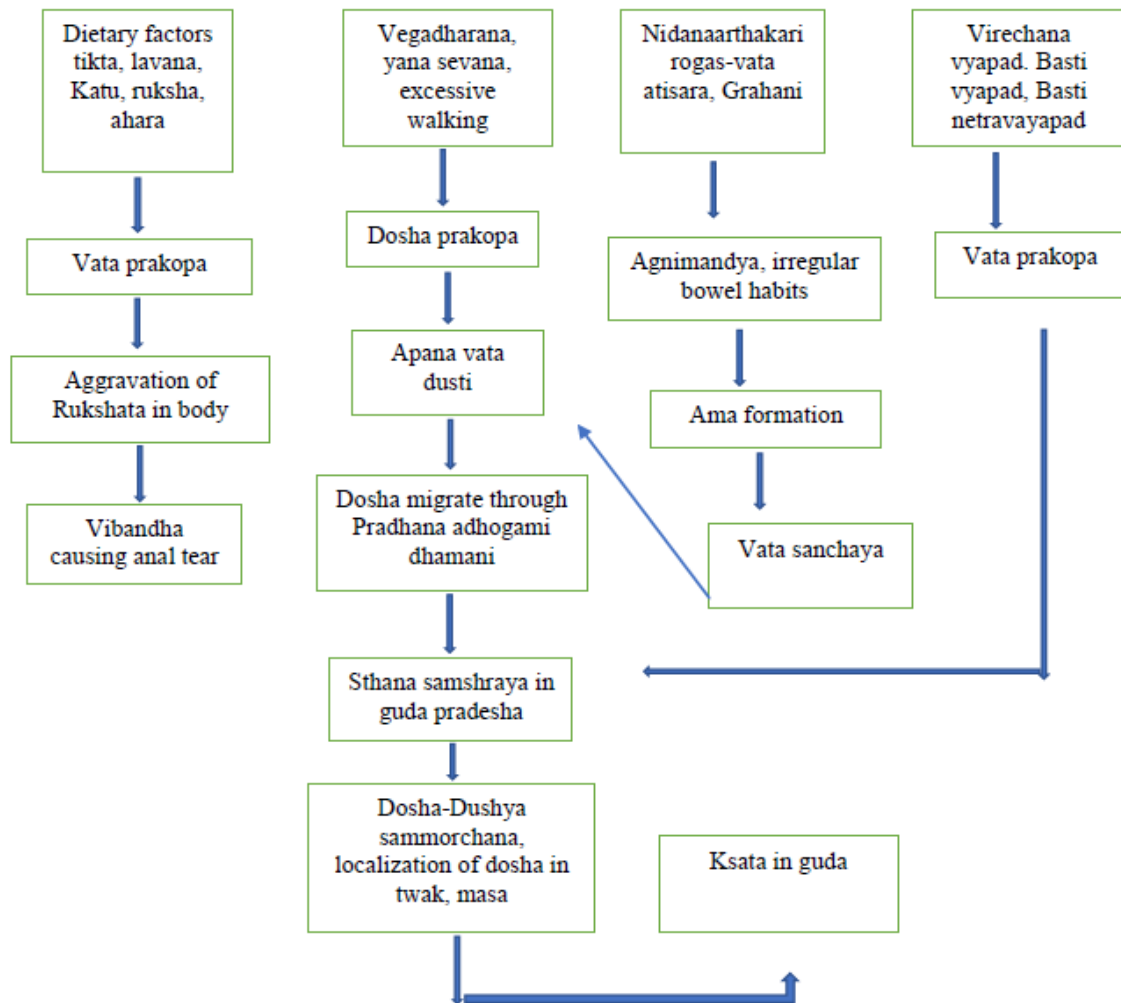 Dietary factors
tikta, lavana,
Katu, ruksha,
ahara
Vata prakopa
Aggravation of
Rukshata in body
Vibandha
causing anal tear
Vegadharana,
yana sevana,
excessive
walking
Dosha prakopa
Apana vata
dusti
Dosha migrate through
Pradhana adhogami
dhamani
Sthana samshraya in
guda pradesha
Dosha-Dushya
sammorchana,
localization of dosha in
twak, masa
Nidanaarthakari
rogas-vata
atisara, Grahani
Agnimandya, irregular
bowel habits
Ama formation
Vata sanchaya
Virechana
vyapad. Basti
vyapad, Basti
netravayapad
Vata prakopa
Ksata in guda